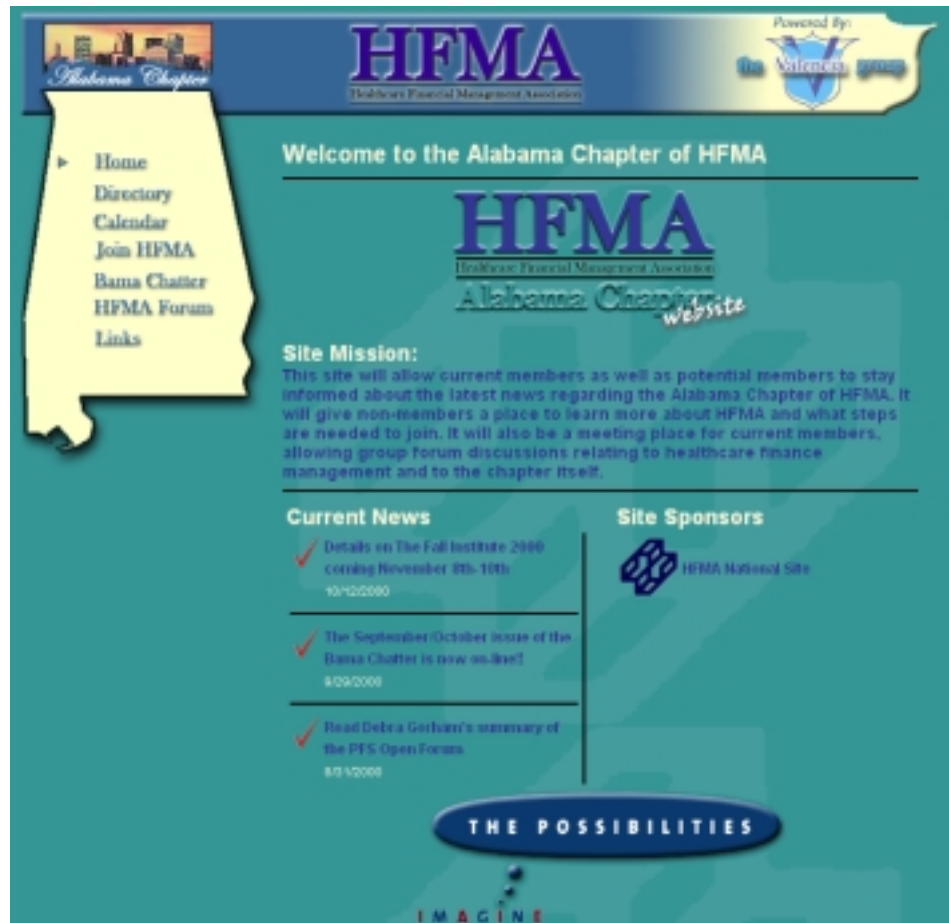 Alabama Chapter
HFMA
Healthcare Financial Management Association
Powered By:
the Valencia group
Home
Directory
Calendar
Join HFMA
Bama Chatter
HFMA Forum
Links
Welcome to the Alabama Chapter of HFMA
HFMA
Healthcare Financial Management Association
Alabama Chapter
website
Site Mission:
This site will allow current members as well as potential members to stay
informed about the latest news regarding the Alabama Chapter of HFMA. It
will give non-members a place to learn more about HFMA and what steps
are needed to join. It will also be a meeting place for current members,
allowing group forum discussions relating to healthcare finance
management and to the chapter itself.
Current News
Details on The Fall Institute 2000
coming November 8th-10th
10/12/2000
The September/October issue of the
Bama Chatter is now on-line!!
9/29/2000
Read Debra Gorham's summary of
the PFS Open Forum
8/31/2000
Site Sponsors
HFMA National Site
THE POSSIBILITIES
IMAGINE